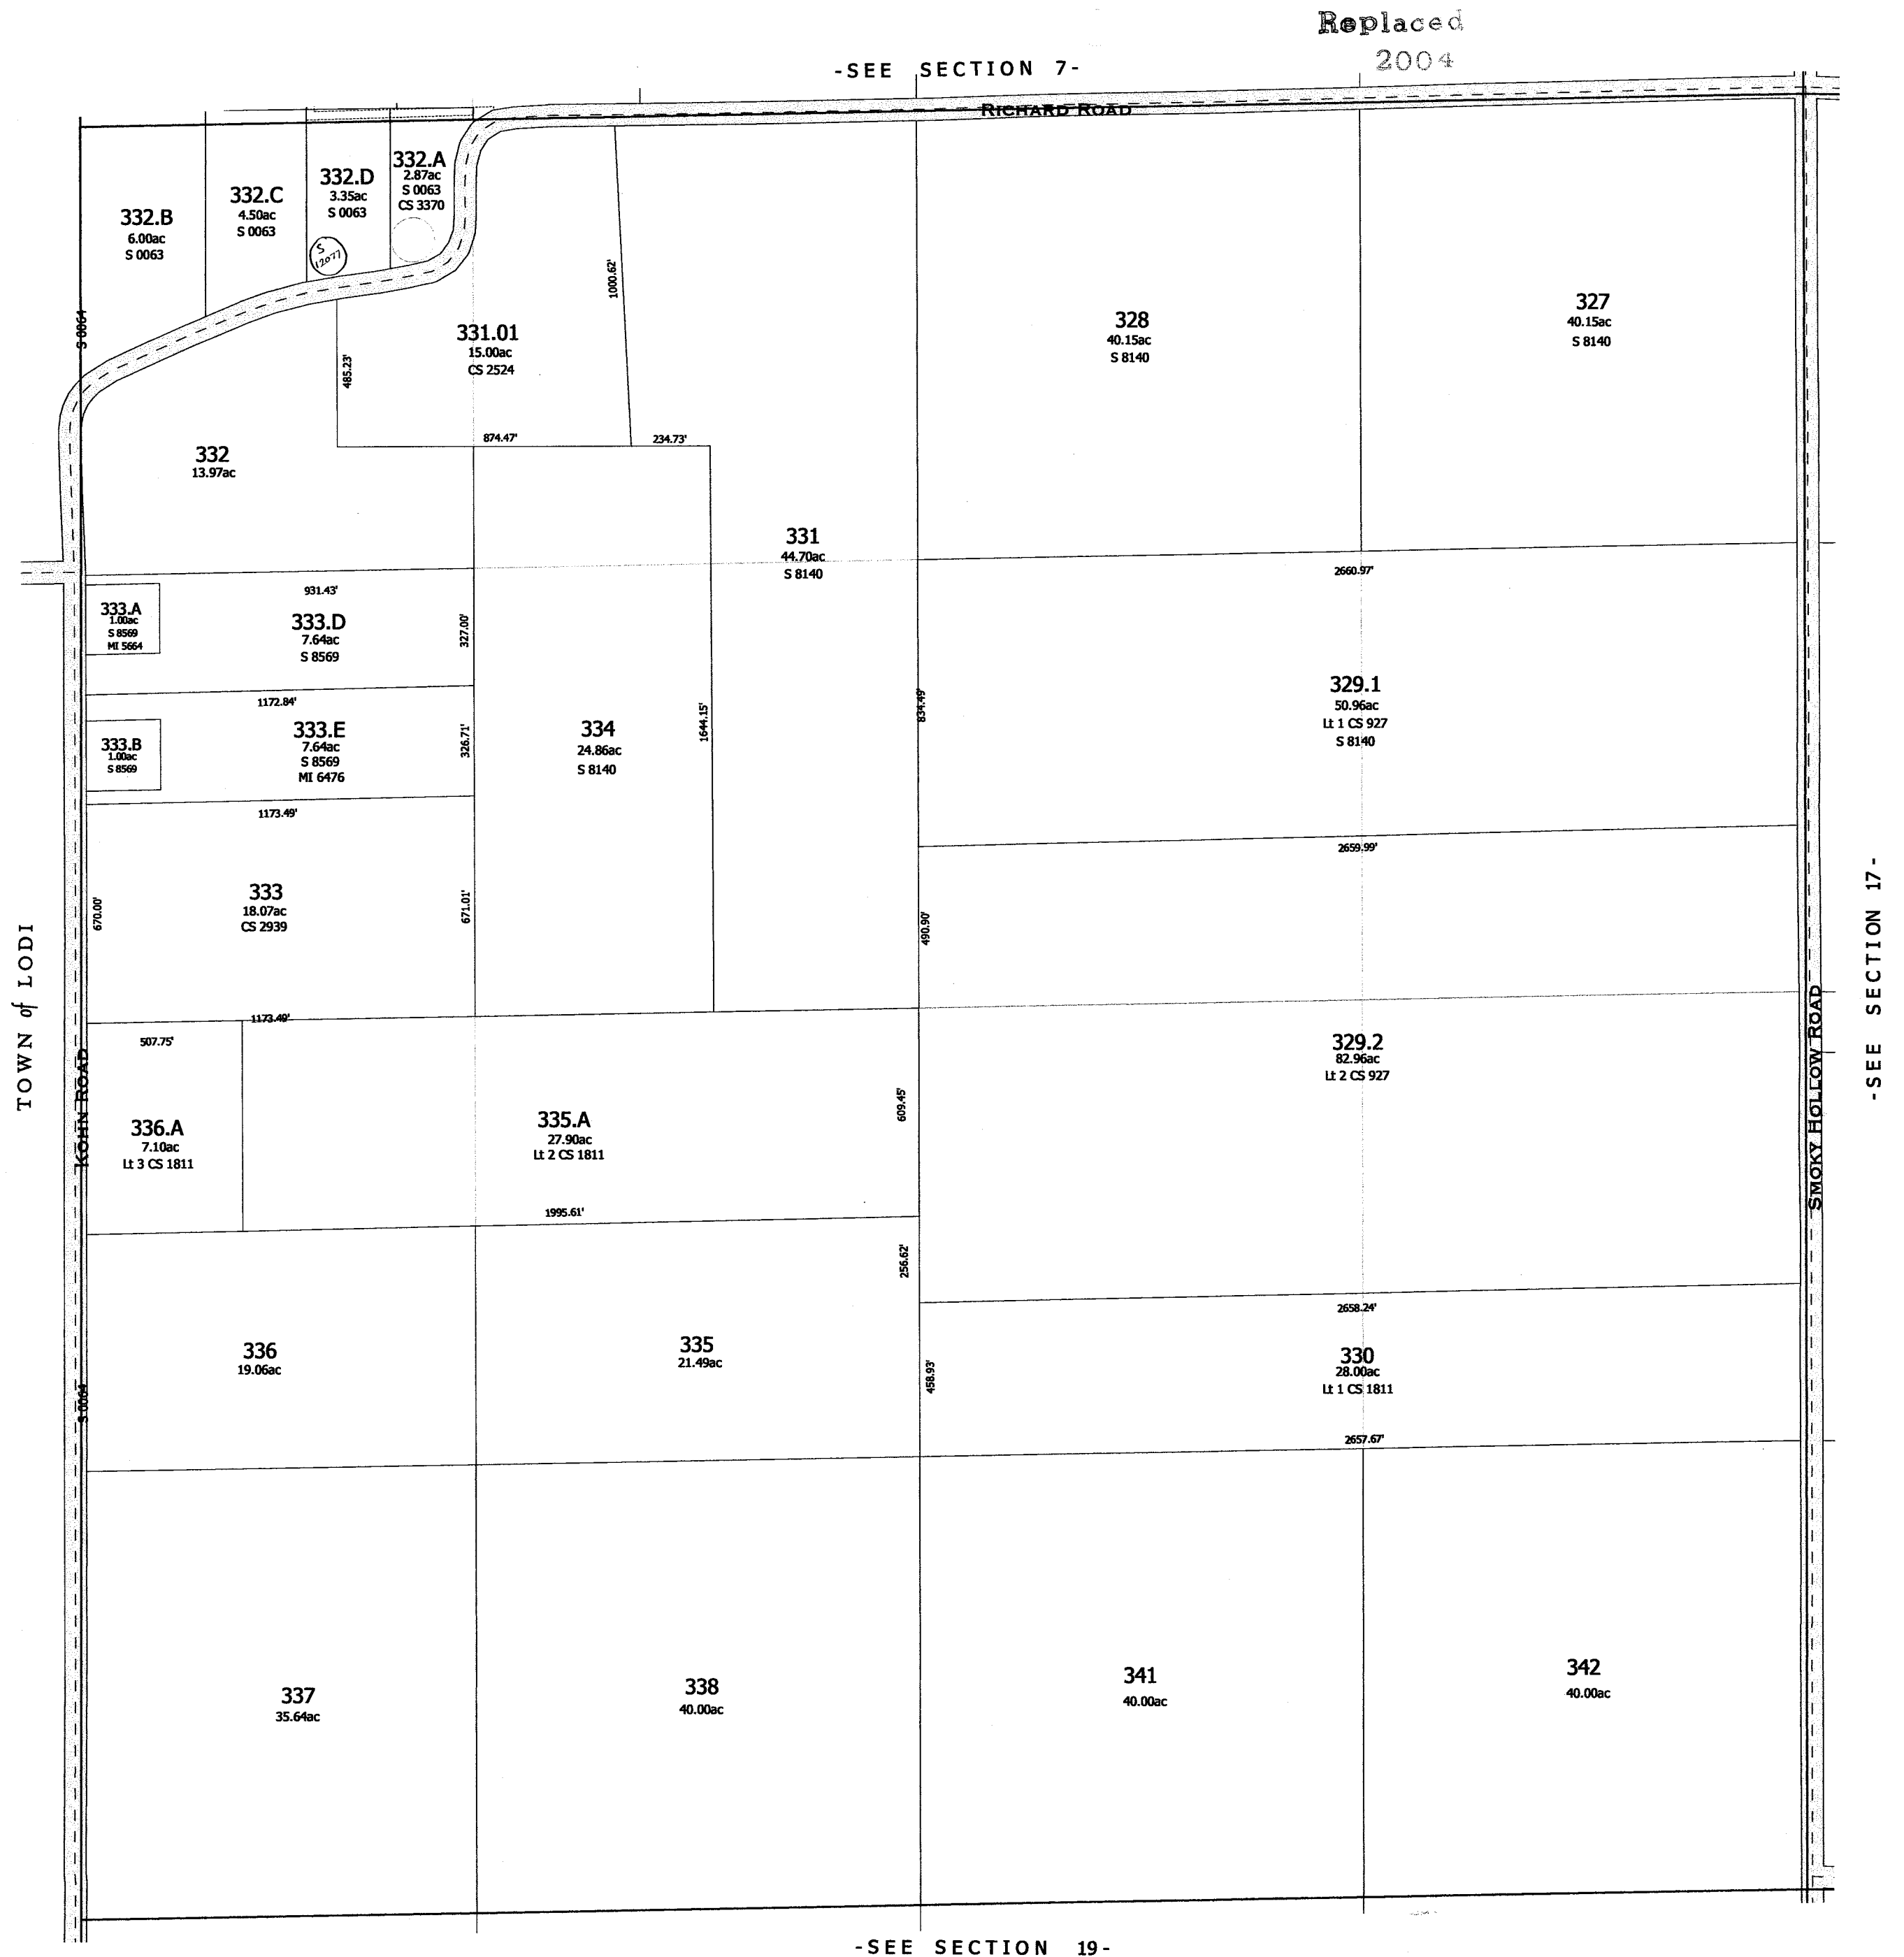 Replaced
2004
-SEE SECTION 7-
RICHARD ROAD
332.A
2.87ac
S 0063
CS 3370
332.D
3.35ac
S 0063
S
12077
332.C
4.50ac
S 0063
332.B
6.00ac
S 0063
S 0064
1000.62'
331.01
15.00ac
CS 2524
485.23'
874.47'
234.73'
328
40.15ac
S 8140
327
40.15ac
S 8140
332
13.97ac
331
44.70ac
S 8140
2660.97'
931.43'
333.A
1.00ac
S 8569
MI 5664
333.D
7.64ac
S 8569
327.00'
1172.84'
333.B
1.00ac
S 8569
333.E
7.64ac
S 8569
MI 6476
326.71'
1173.49'
334
24.86ac
S 8140
1644.15'
834.49'
329.1
50.96ac
Lt 1 CS 927
S 8140
2659.99'
333
18.07ac
CS 2939
670.00'
671.01'
490.90'
TOWN of LODI
KOHN ROAD
1173.49'
507.75'
336.A
7.10ac
Lt 3 CS 1811
335.A
27.90ac
Lt 2 CS 1811
609.45'
1995.61'
329.2
82.96ac
Lt 2 CS 927
SMOKY HOLLOW ROAD
-SEE SECTION 17-
256.62'
2658.24'
336
19.06ac
335
21.49ac
458.93'
330
28.00ac
Lt 1 CS 1811
S 0064
2657.67'
337
35.64ac
338
40.00ac
341
40.00ac
342
40.00ac
-SEE SECTION 19-